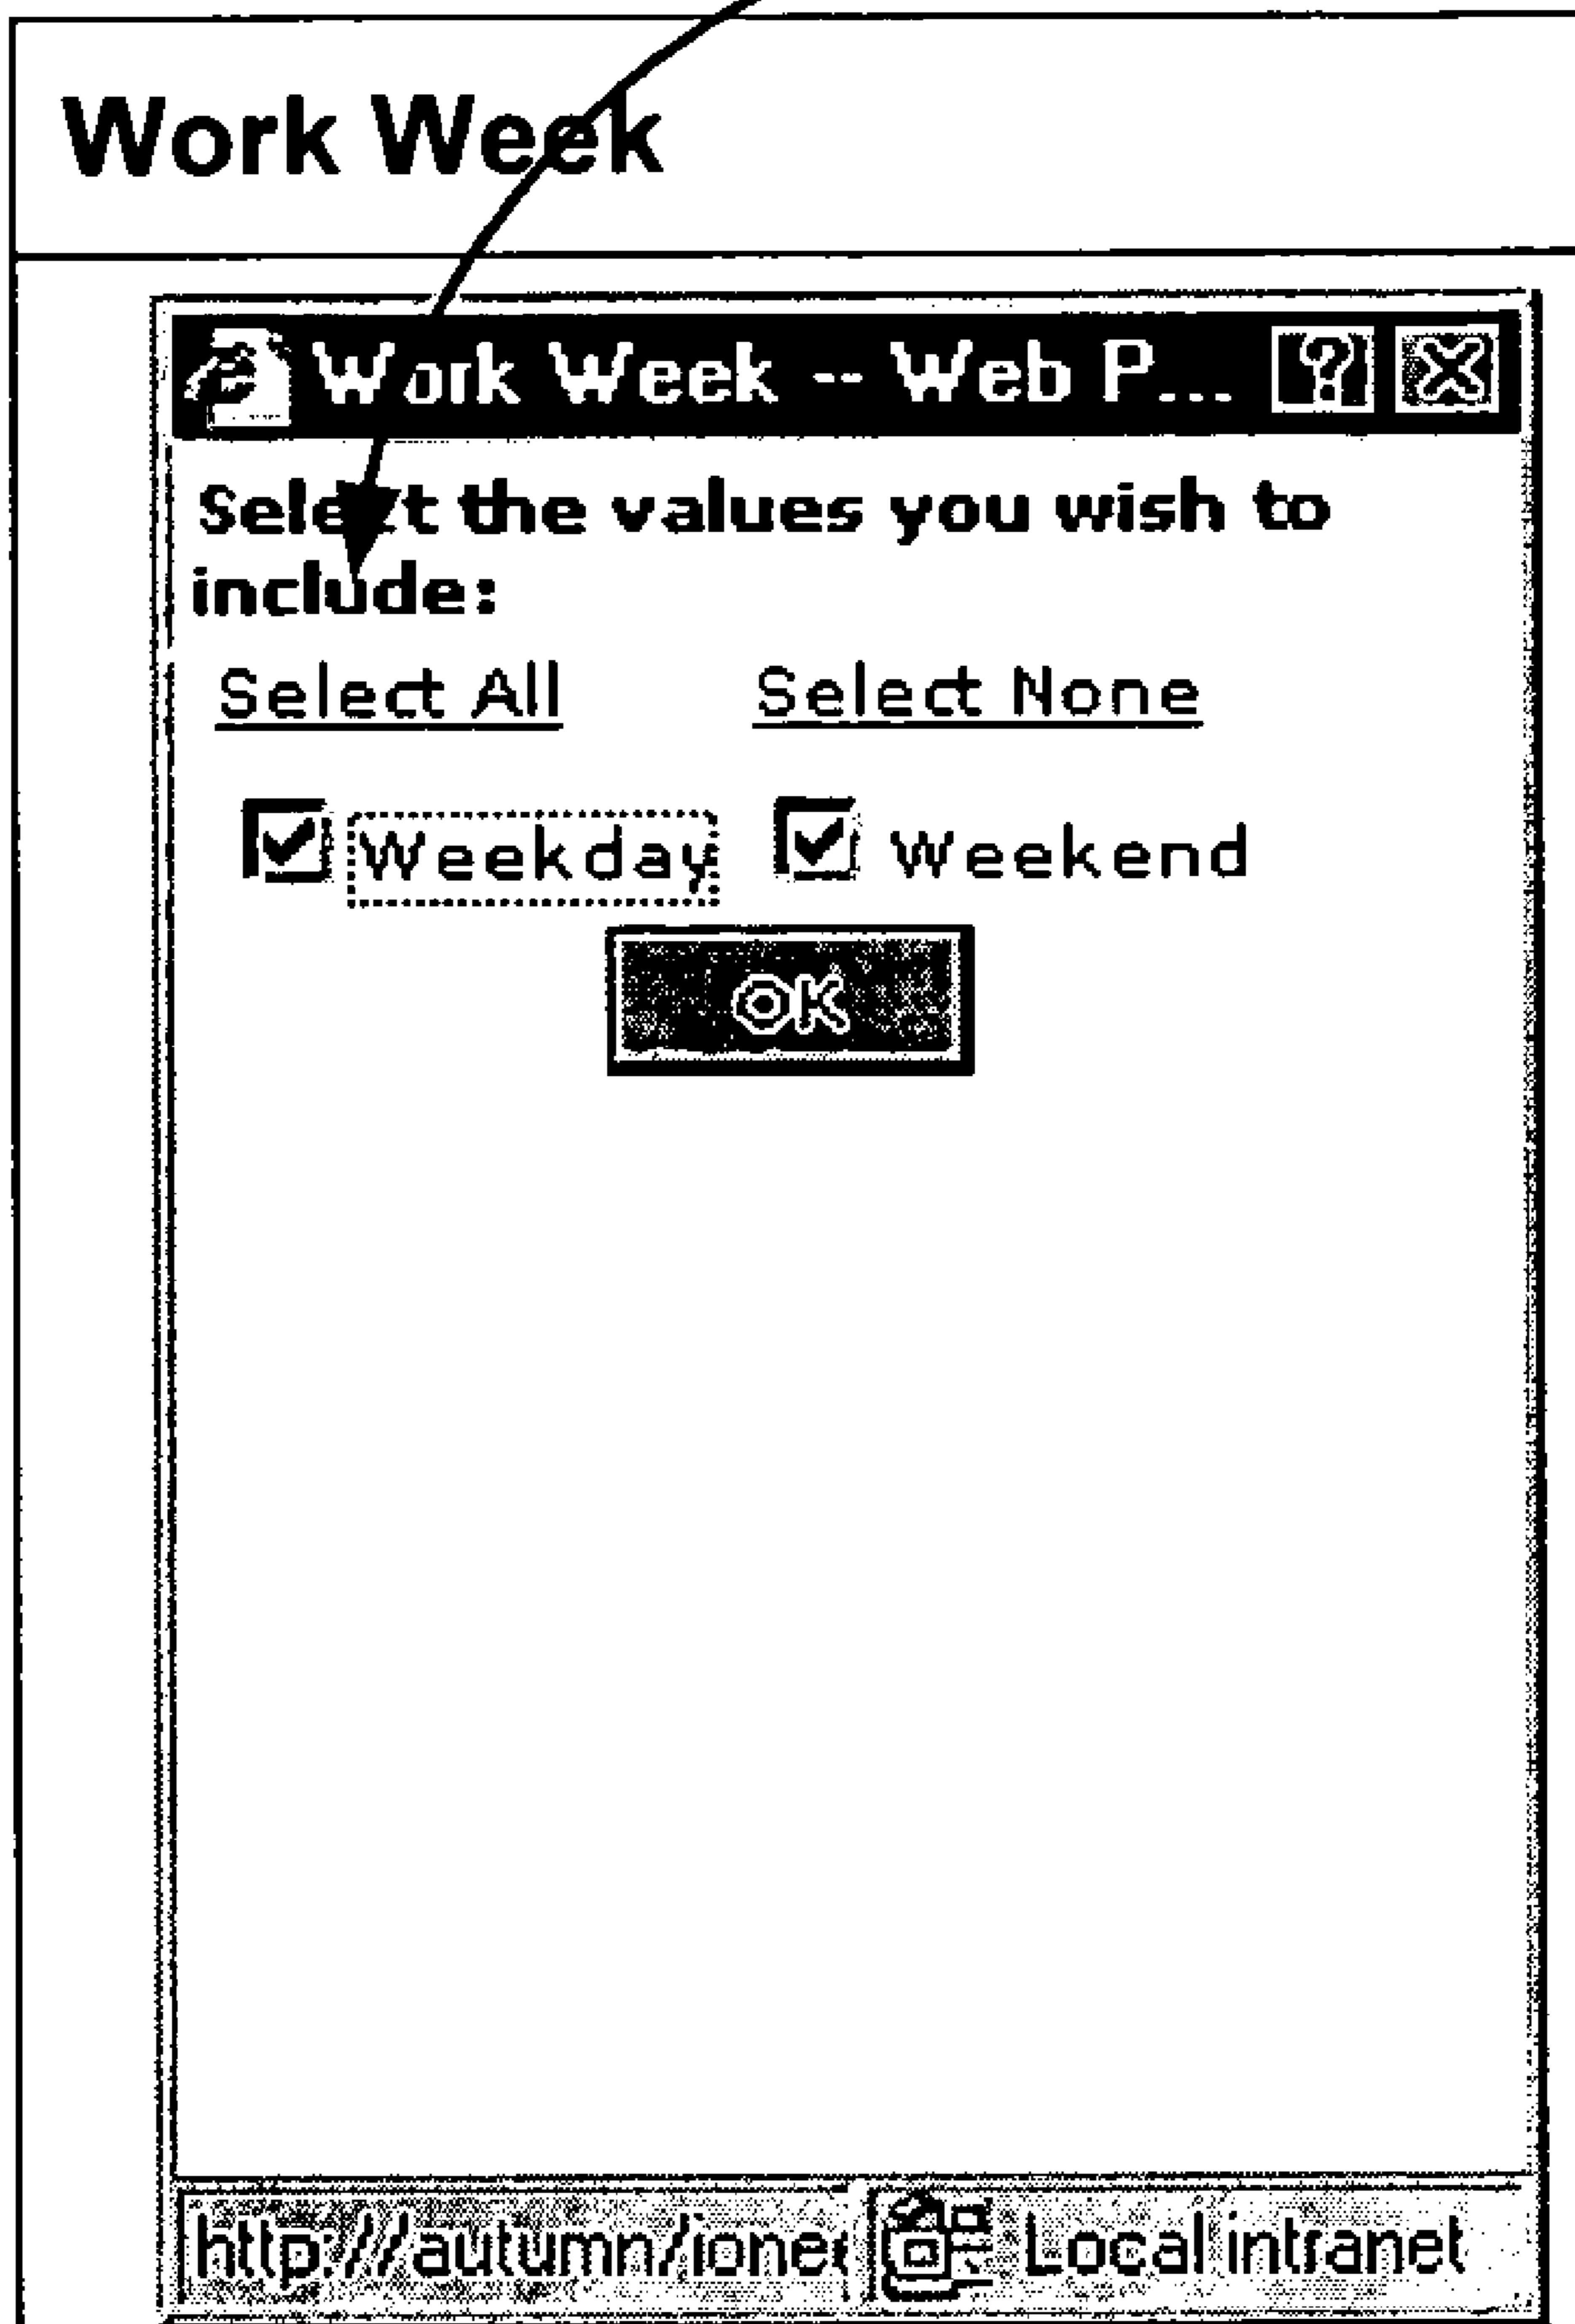 Work Week
Work Week -- Web P...
Select the values you wish to
include:
Select All Select None
Weekday Weekend
OK
http://autumn/ione
Local intranet